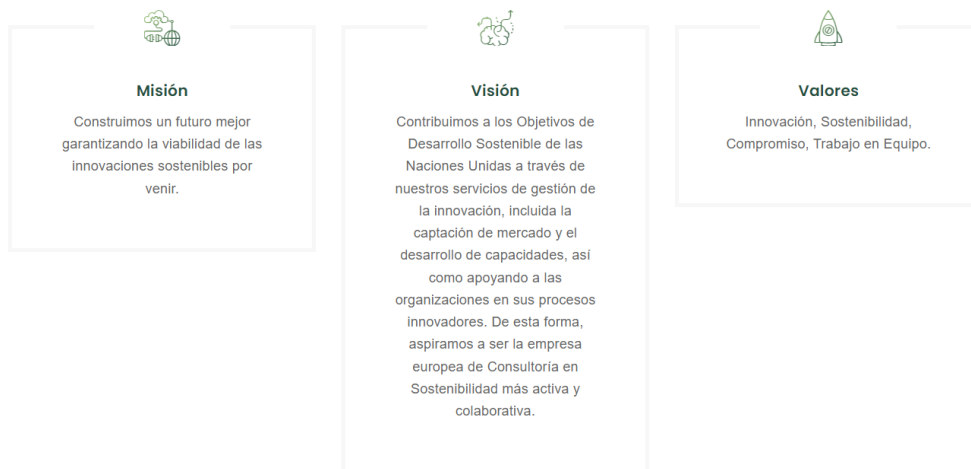 Misión
Construimos un futuro mejor
garantizando la viabilidad de las
innovaciones sostenibles por
venir.
Visión
Contribuimos a los Objetivos de
Desarrollo Sostenible de las
Naciones Unidas a través de
nuestros servicios de gestión de
la innovación, incluida la
captación de mercado y el
desarrollo de capacidades, así
como apoyando a las
organizaciones en sus procesos
innovadores. De esta forma,
aspiramos a ser la empresa
europea de Consultoría en
Sostenibilidad más activa y
colaborativa.
Valores
Innovación, Sostenibilidad,
Compromiso, Trabajo en Equipo.